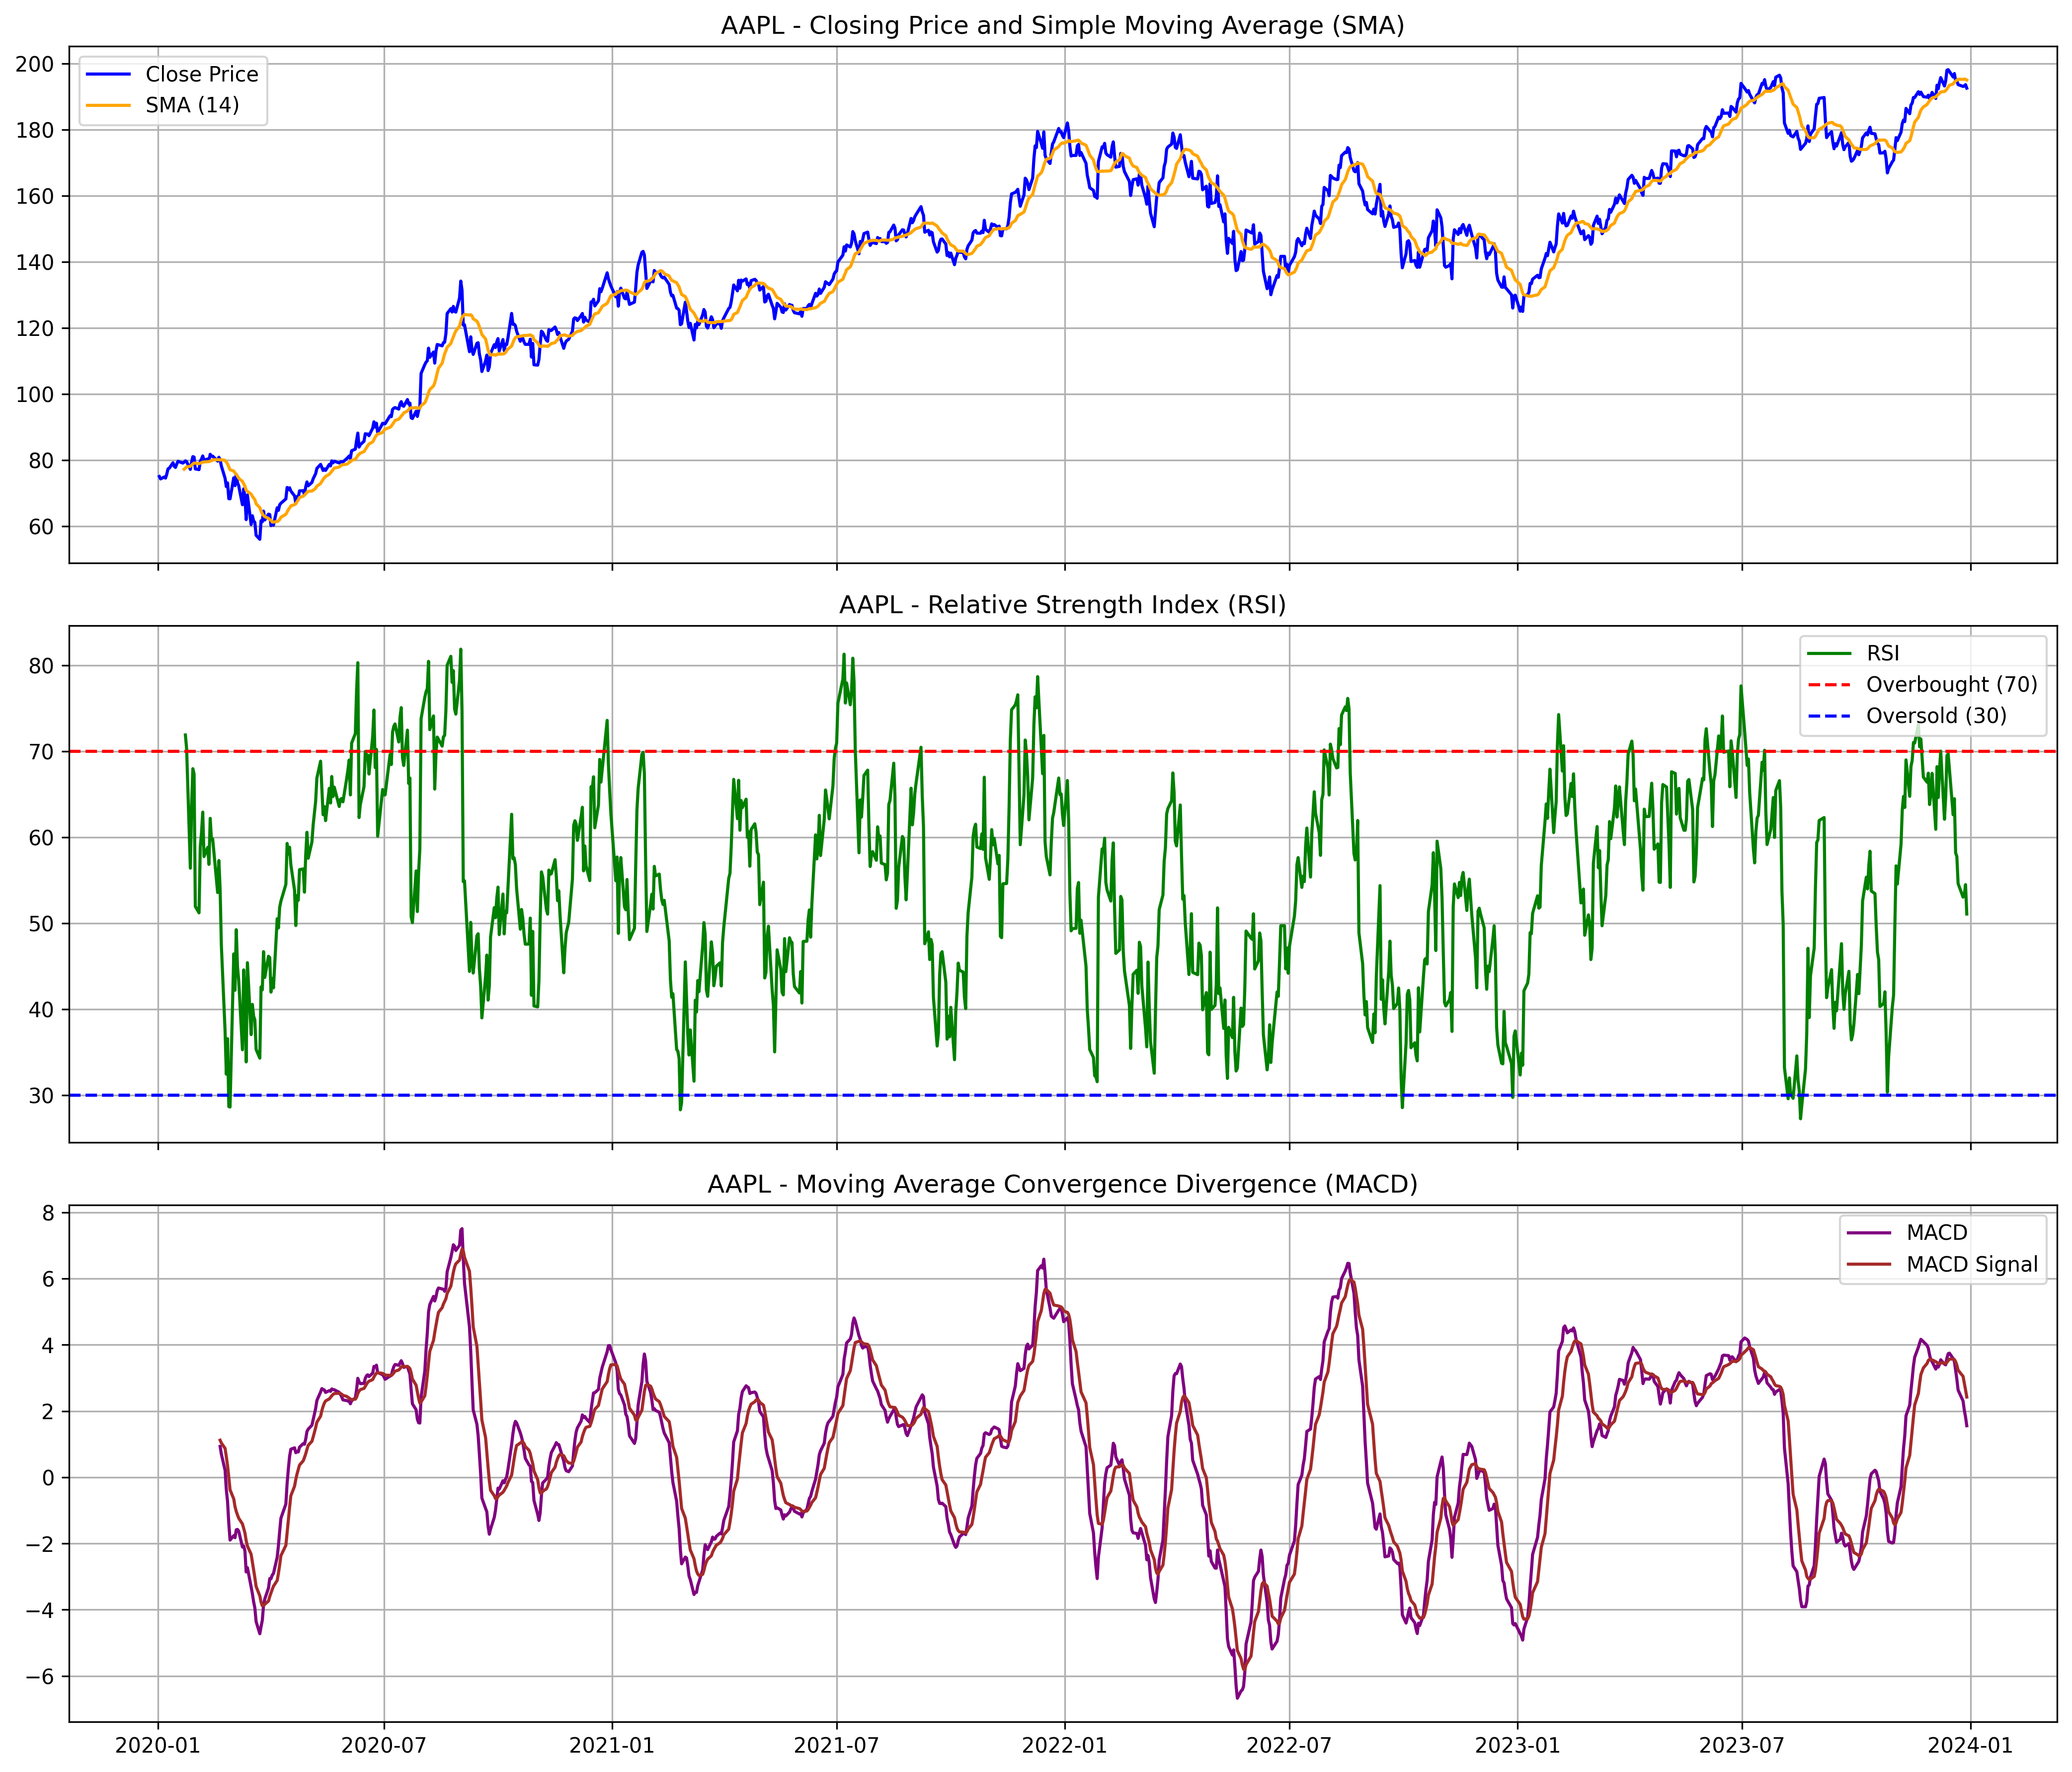 AAPL - Closing Price and Simple Moving Average (SMA)
200
180
160
140
120
100
80
60
Close Price
SMA (14)
AAPL - Relative Strength Index (RSI)
80
70
60
50
40
30
RSI
Overbought (70)
Oversold (30)
AAPL - Moving Average Convergence Divergence (MACD)
8
6
4
2
0
−2
−4
−6
MACD
MACD Signal
2020-01 2020-07 2021-01 2021-07 2022-01 2022-07 2023-01 2023-07 2024-01